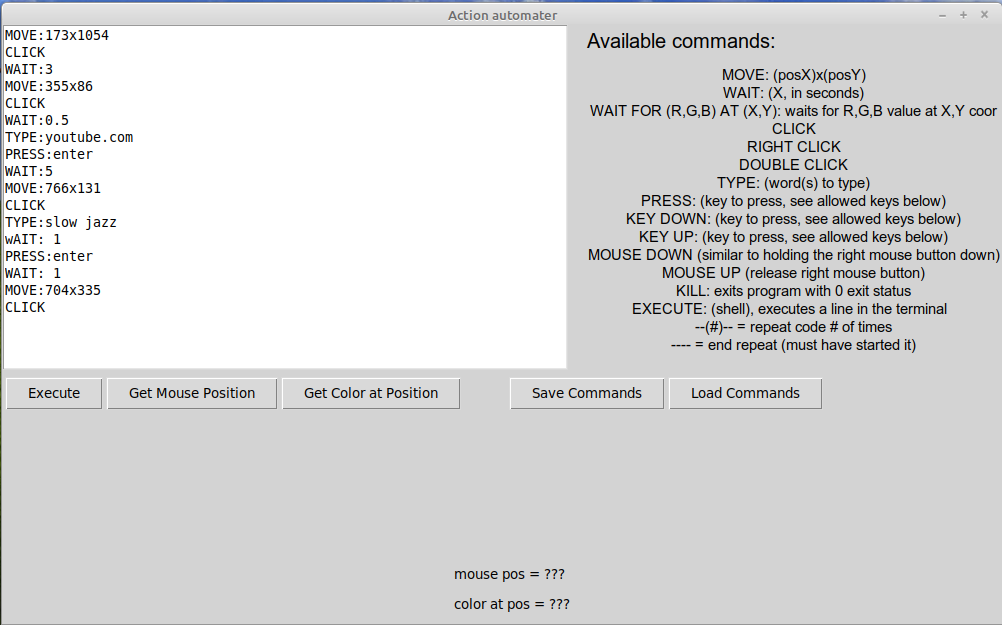 Action automater
MOVE:173x1054
CLICK
WAIT:3
MOVE:355x86
CLICK
WAIT:0.5
TYPE:youtube.com
PRESS:enter
WAIT:5
MOVE:766x131
CLICK
TYPE:slow jazz
wAIT: 1
PRESS:enter
WAIT: 1
MOVE:704x335
CLICK
Available commands:
MOVE: (posX)x(posY)
WAIT: (X, in seconds)
WAIT FOR (R,G,B) AT (X,Y): waits for R,G,B value at X,Y coor
CLICK
RIGHT CLICK
DOUBLE CLICK
TYPE: (word(s) to type)
PRESS: (key to press, see allowed keys below)
KEY DOWN: (key to press, see allowed keys below)
KEY UP: (key to press, see allowed keys below)
MOUSE DOWN (similar to holding the right mouse button down)
MOUSE UP (release right mouse button)
KILL: exits program with 0 exit status
EXECUTE: (shell), executes a line in the terminal
--(#)-- = repeat code # of times
---- = end repeat (must have started it)
Execute
Get Mouse Position
Get Color at Position
Save Commands
Load Commands
mouse pos = ???
color at pos = ???